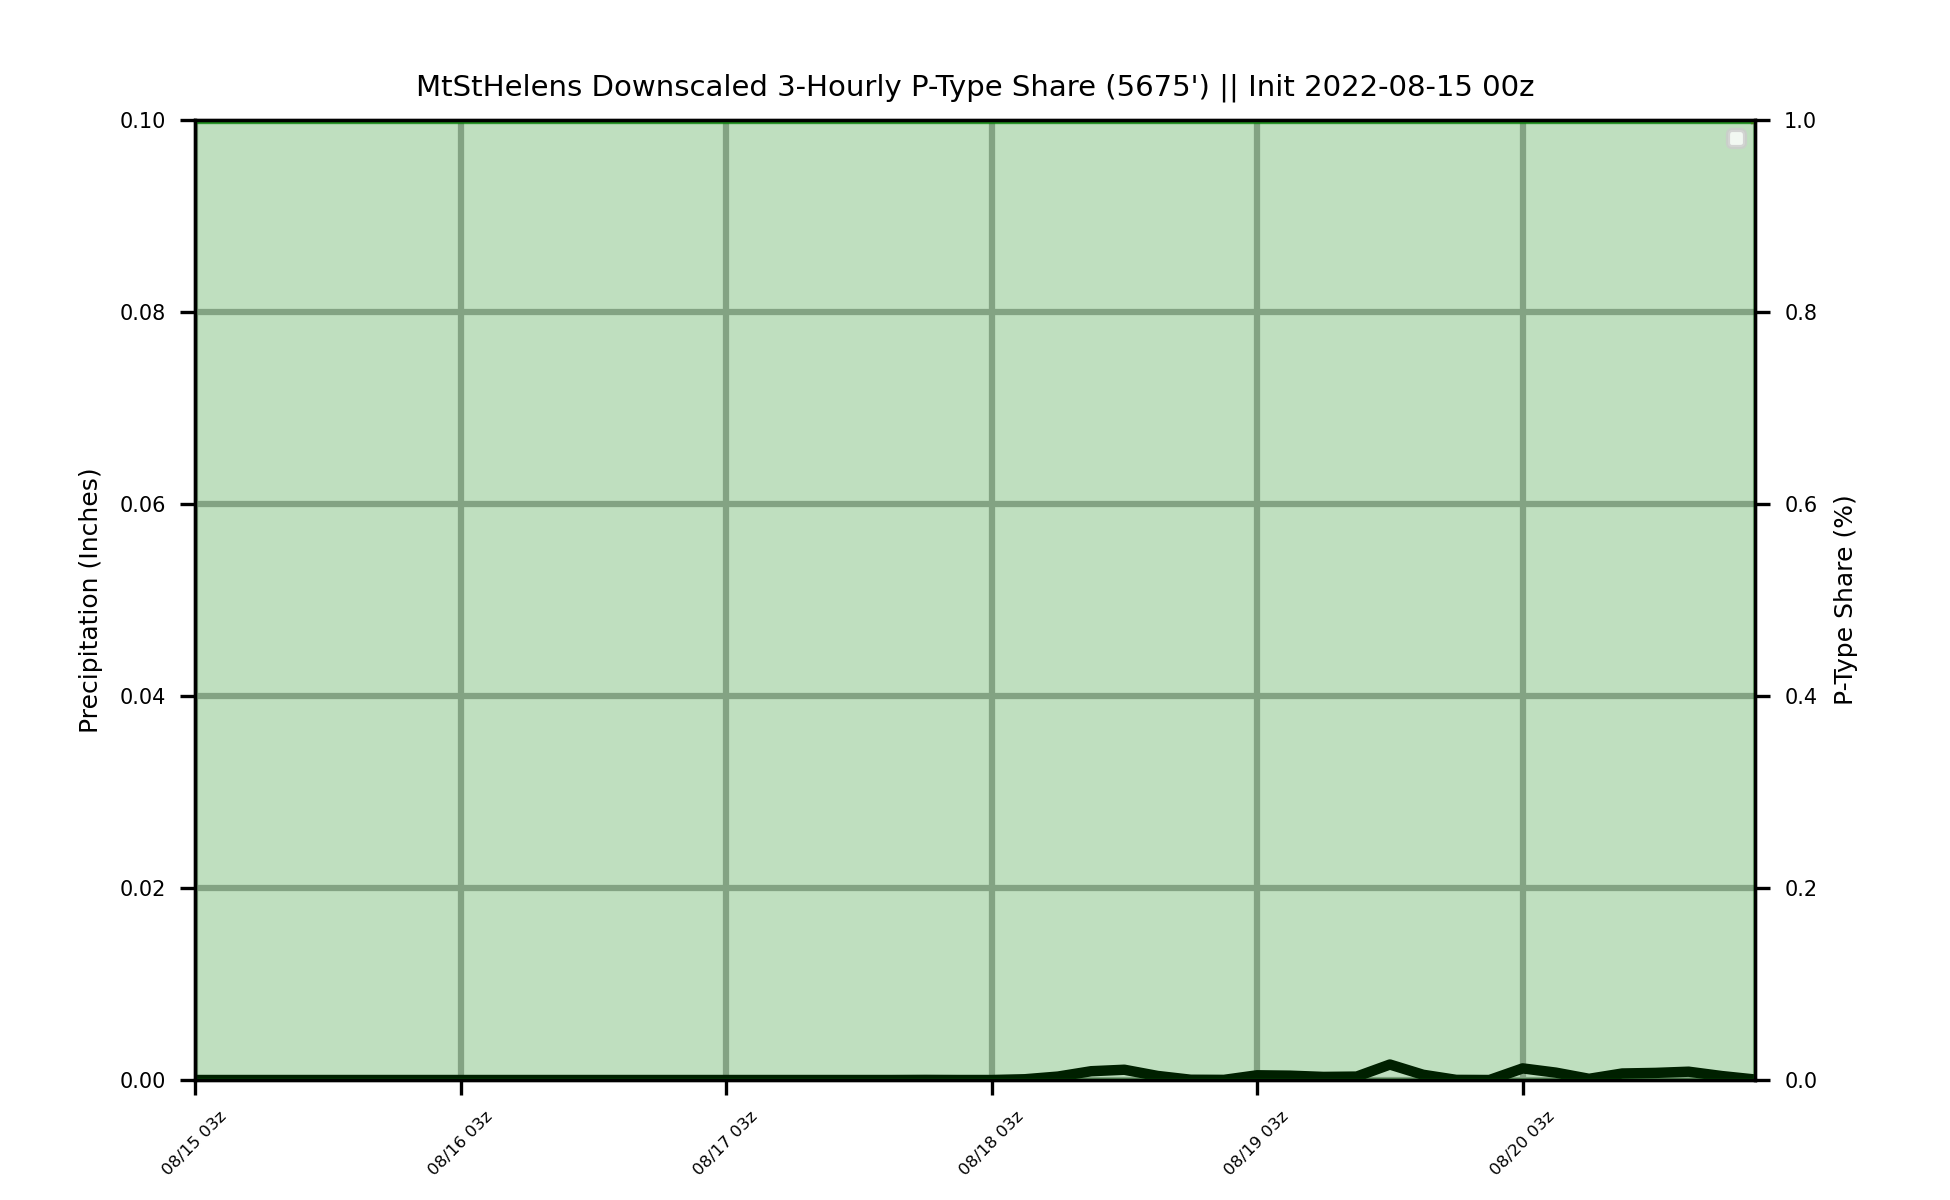 MtStHelens Downscaled 3-Hourly P-Type Share (5675') || Init 2022-08-15 00z
0.10
0.08
0.06
0.04
0.02
0.00
Precipitation (Inches)
1.0
0.8
0.6
0.4
0.2
0.0
P-Type Share (%)
08/15 03z
08/16 03z
08/17 03z
08/18 03z
08/19 03z
08/20 03z